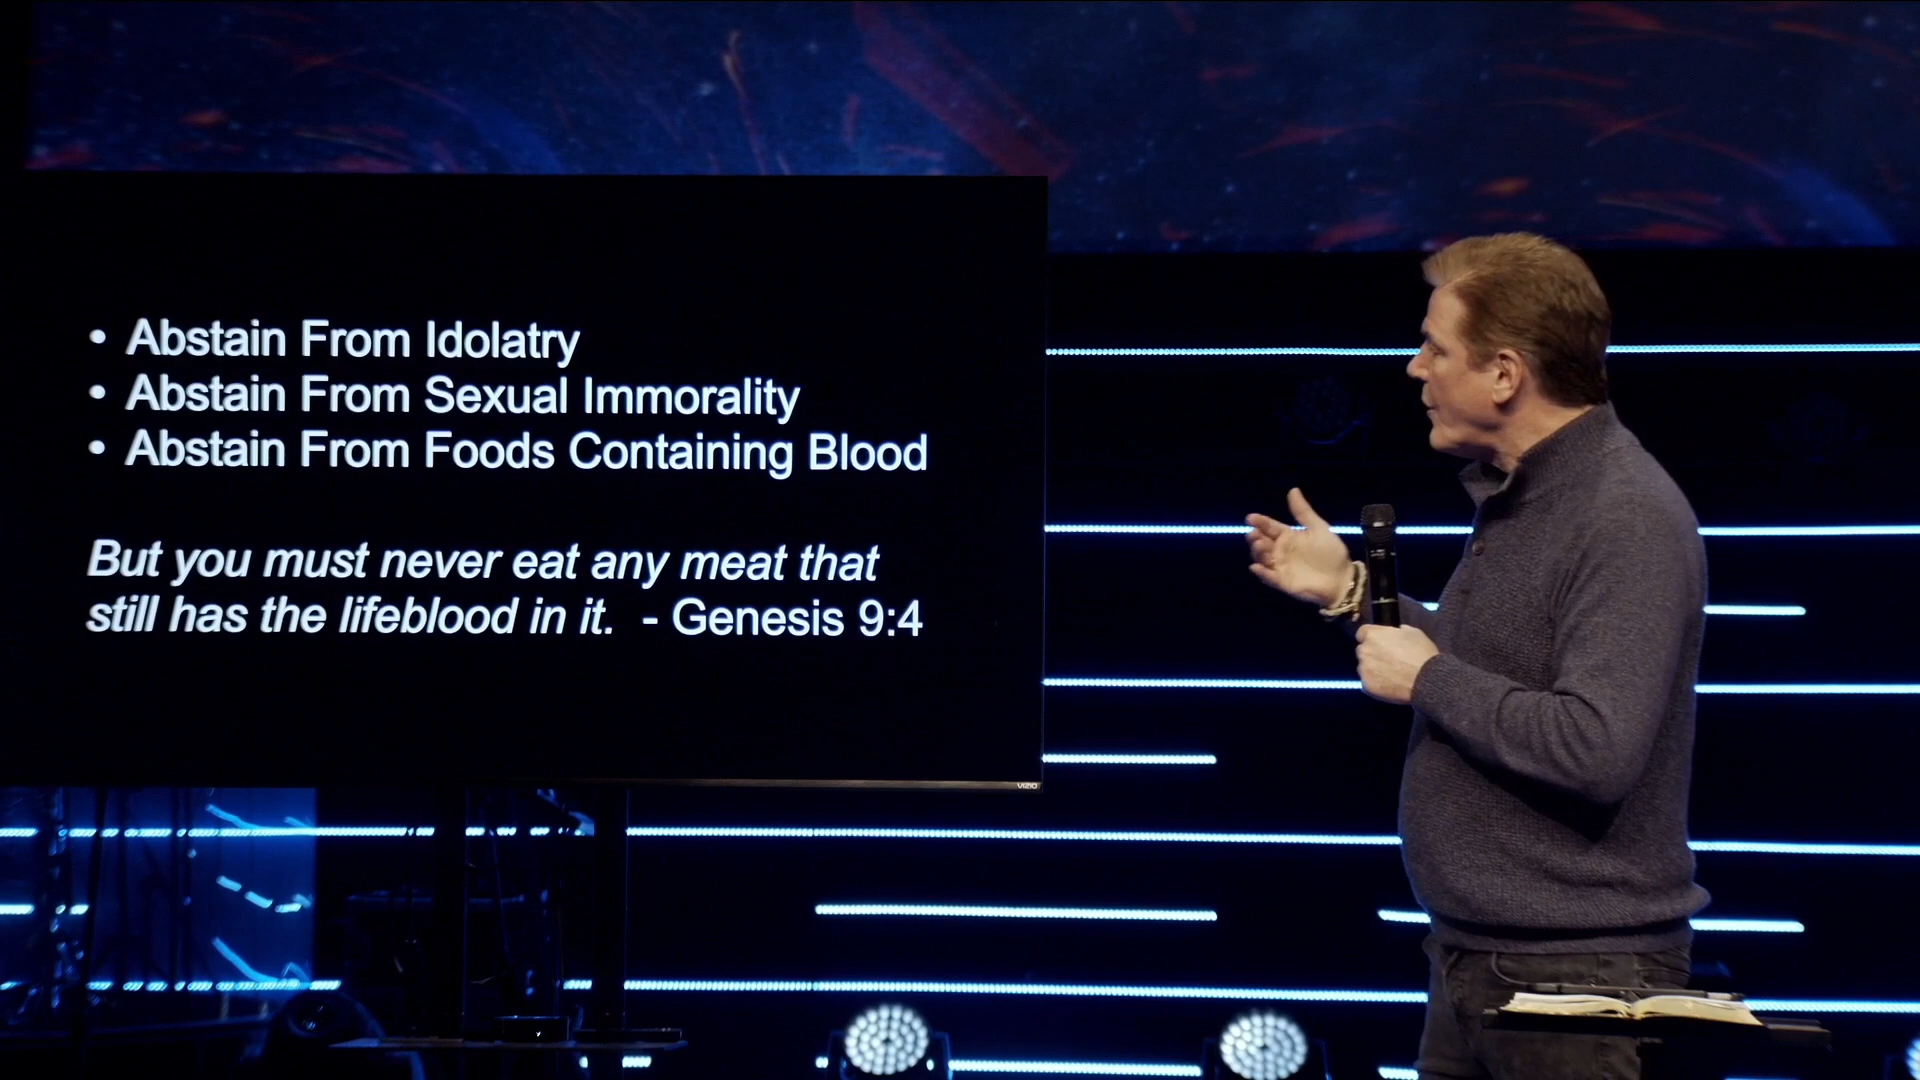 • Abstain From Idolatry
• Abstain From Sexual Immorality
• Abstain From Foods Containing Blood
But you must never eat any meat that
still has the lifeblood in it.  - Genesis 9:4
VIZIO